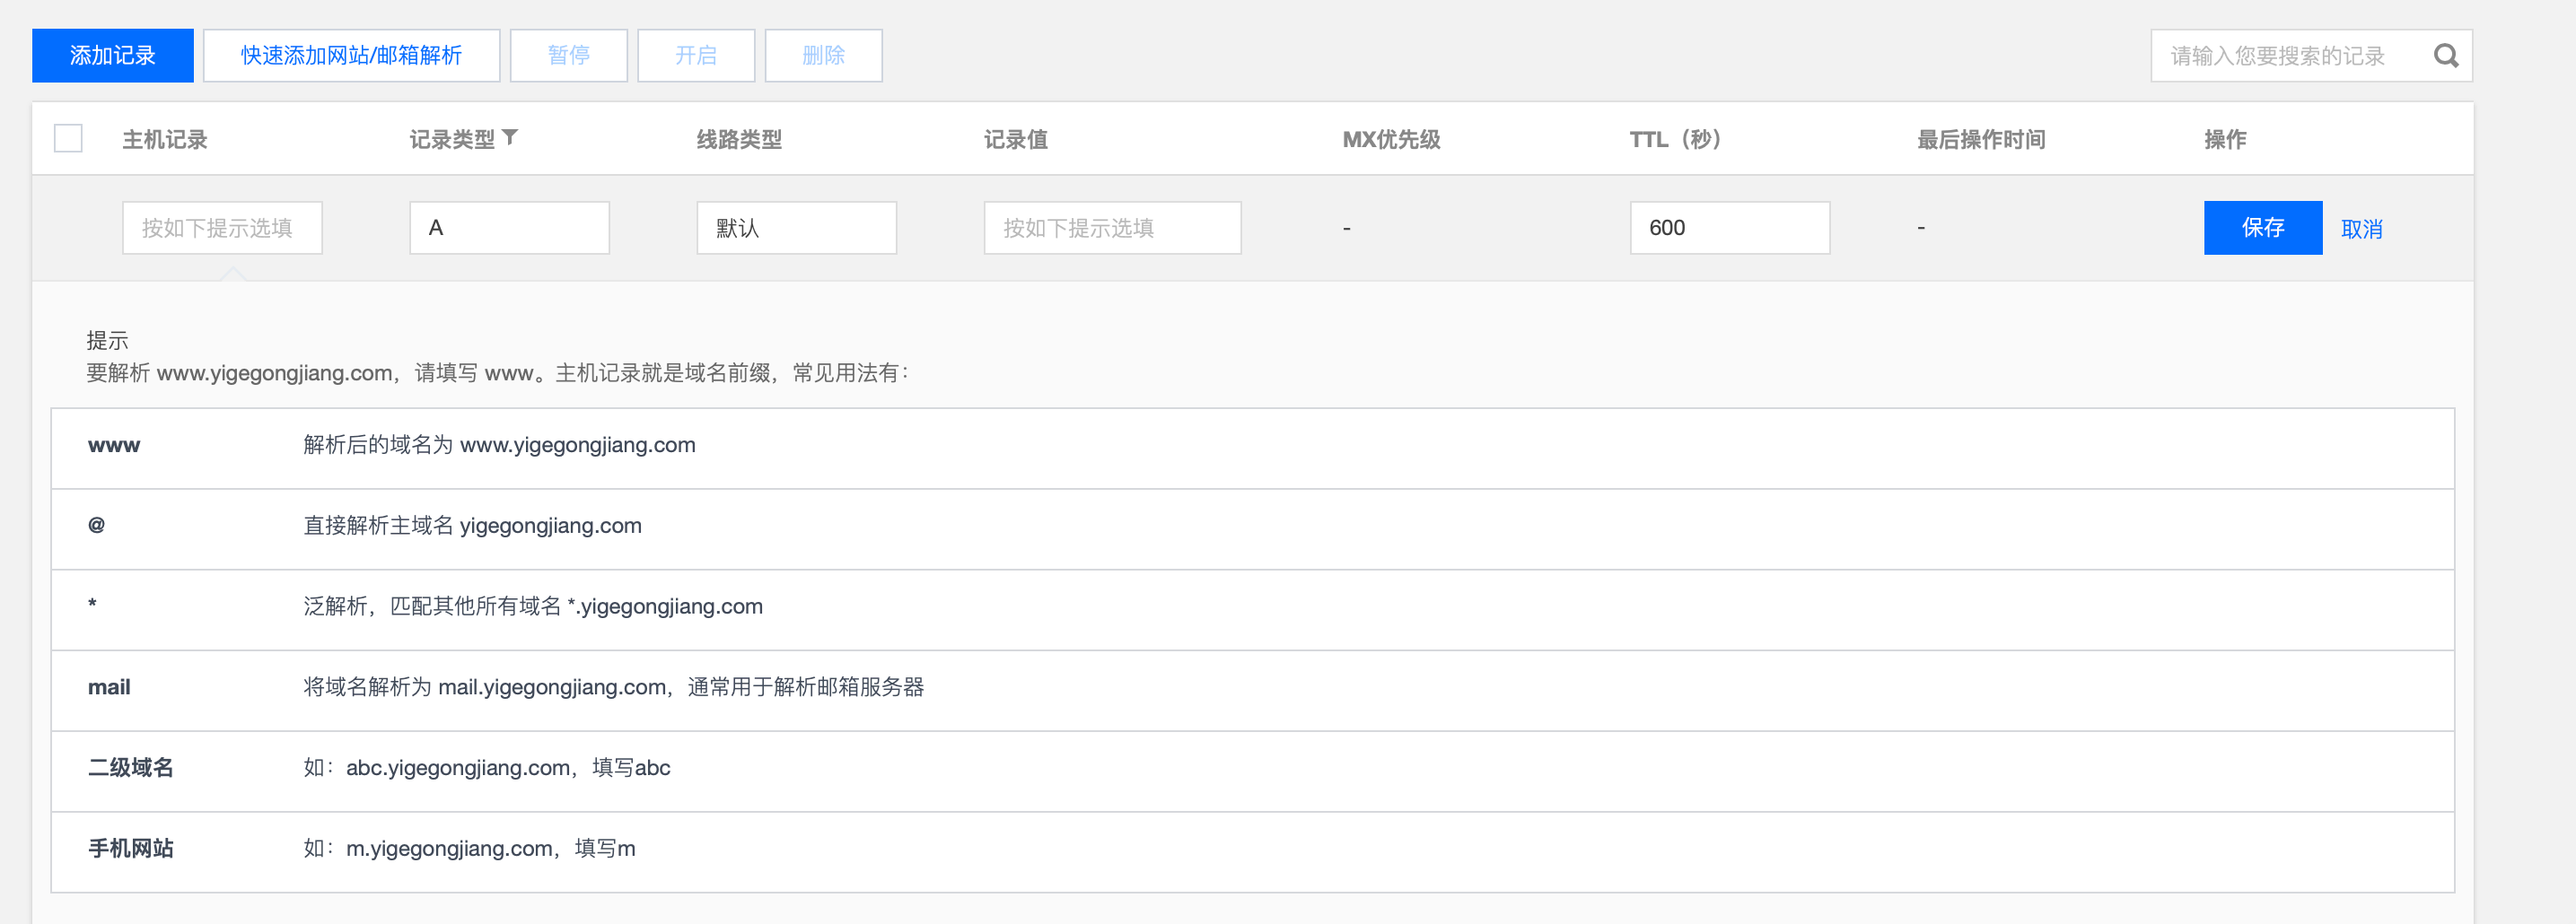 添加记录 快速添加网站/邮箱解析 暂停 开启 删除 请输入您要搜索的记录
主机记录 记录类型 线路类型 记录值 MX优先级 TTL（秒） 最后操作时间 操作
按如下提示选填 A 默认 按如下提示选填 - 600 - 保存 取消
提示
要解析 www.yigegongjiang.com，请填写 www。主机记录就是域名前缀，常见用法有：
www 解析后的域名为 www.yigegongjiang.com
@ 直接解析主域名 yigegongjiang.com
* 泛解析，匹配其他所有域名 *.yigegongjiang.com
mail 将域名解析为 mail.yigegongjiang.com，通常用于解析邮箱服务器
二级域名 如：abc.yigegongjiang.com，填写abc
手机网站 如：m.yigegongjiang.com，填写m